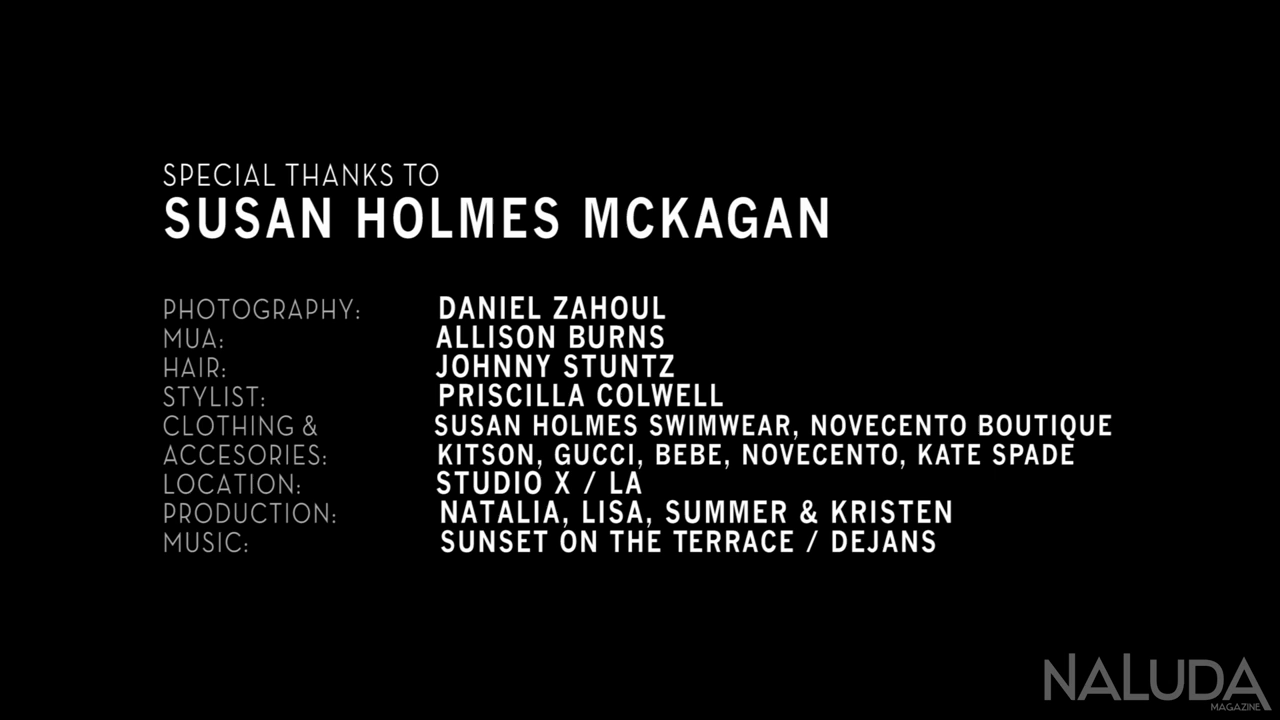 SPECIAL THANKS TO
SUSAN HOLMES MCKAGAN
PHOTOGRAPHY: DANIEL ZAHOUL
MUA: ALLISON BURNS
HAIR: JOHNNY STUNTZ
STYLIST: PRISCILLA COLWELL
CLOTHING & SUSAN HOLMES SWIMWEAR, NOVECENTO BOUTIQUE
ACCESORIES: KITSON, GUCCI, BEBE, NOVECENTO, KATE SPADE
LOCATION: STUDIO X / LA
PRODUCTION: NATALIA, LISA, SUMMER & KRISTEN
MUSIC: SUNSET ON THE TERRACE / DEJANS
NALUDA
MAGAZINE